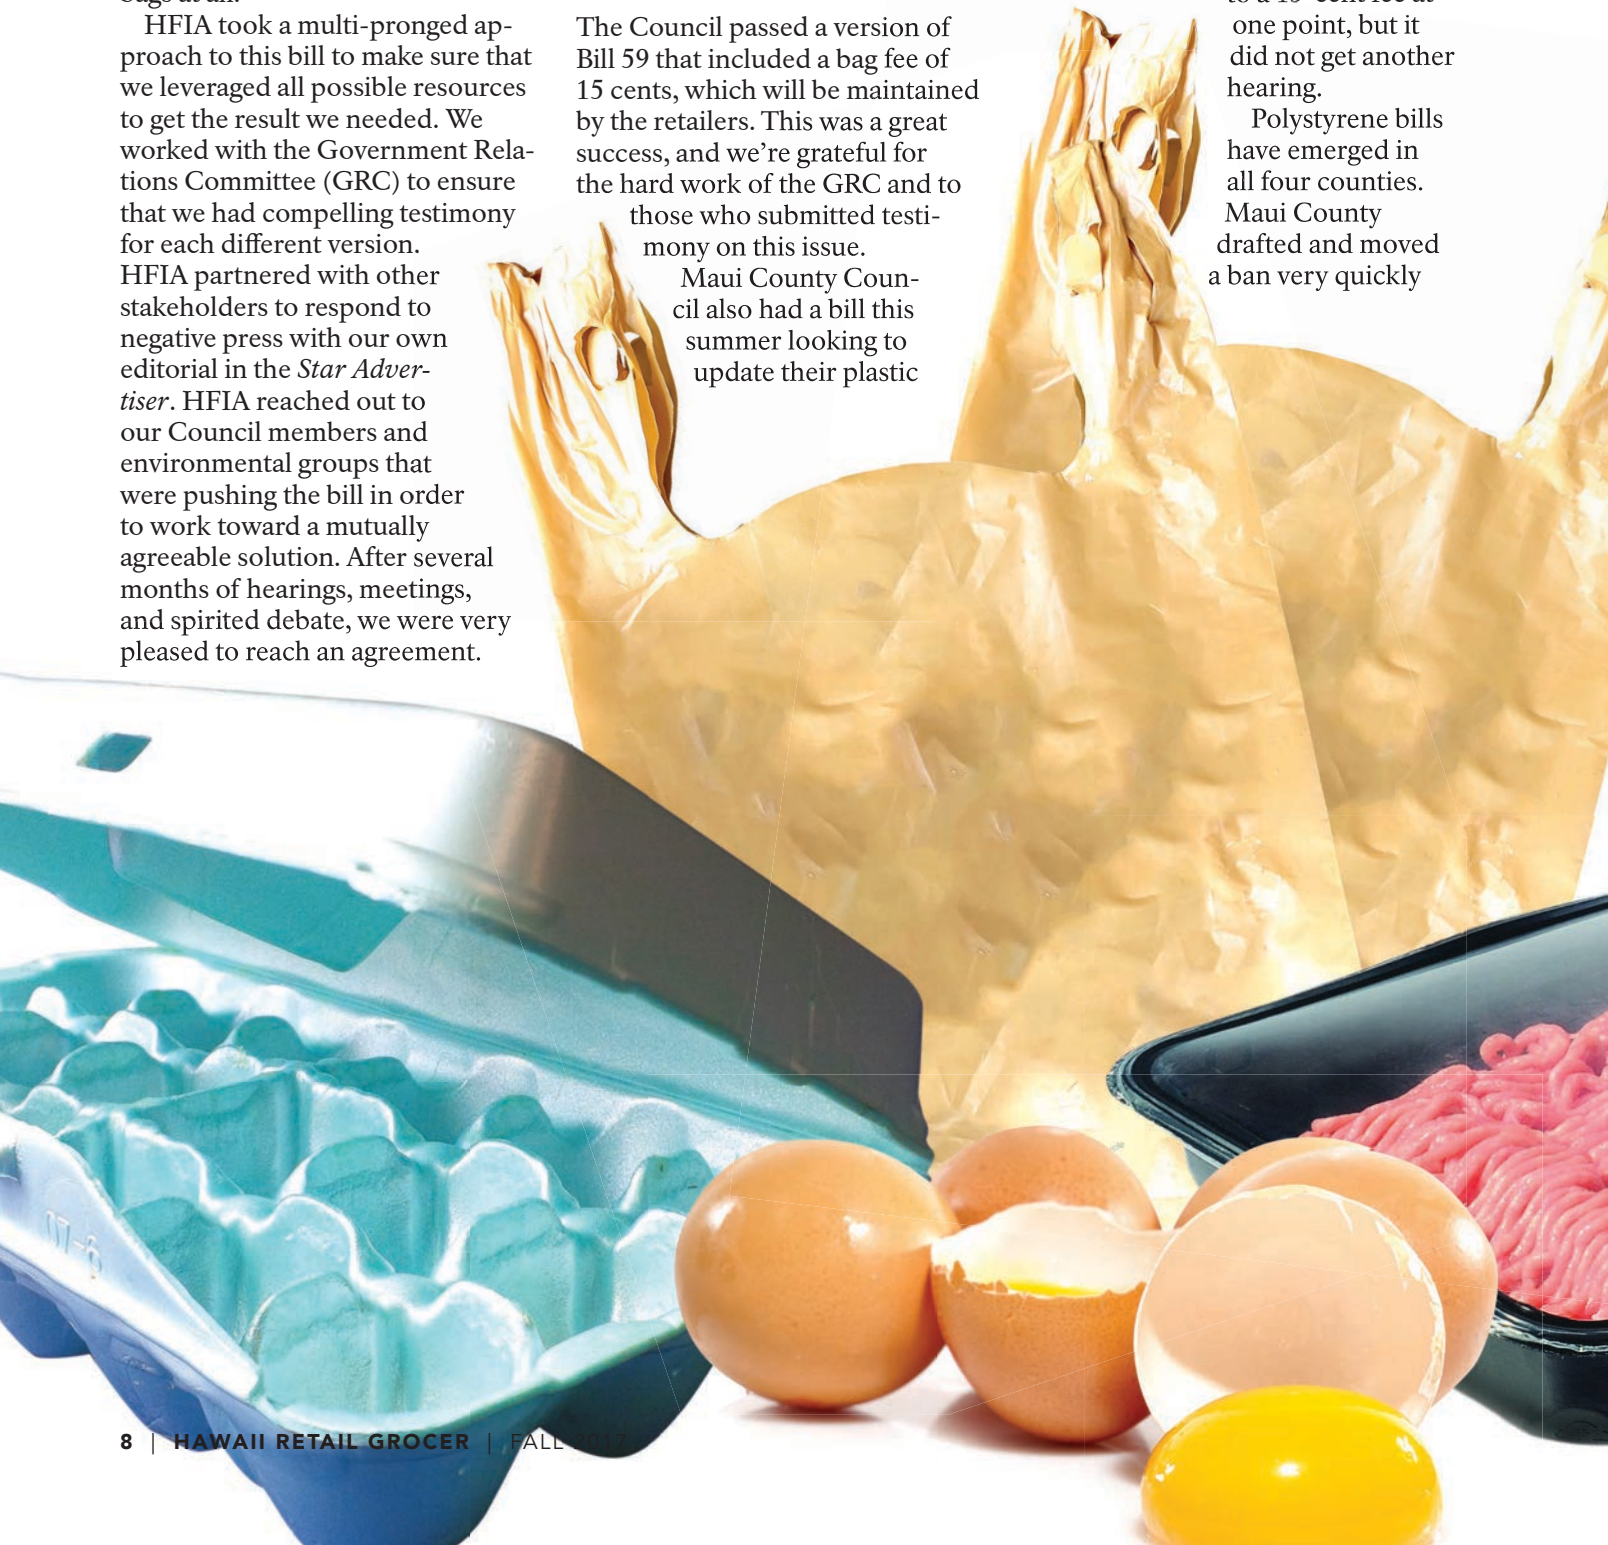 HFIA took a multi-pronged ap-
proach to this bill to make sure that
we leveraged all possible resources
to get the result we needed. We
worked with the Government Rela-
tions Committee (GRC) to ensure
that we had compelling testimony
for each different version.
HFIA partnered with other
stakeholders to respond to
negative press with our own
editorial in the Star Adver-
tiser. HFIA reached out to
our Council members and
environmental groups that
were pushing the bill in order
to work toward a mutually
agreeable solution. After several
months of hearings, meetings,
and spirited debate, we were very
pleased to reach an agreement.
The Council passed a version of
Bill 59 that included a bag fee of
15 cents, which will be maintained
by the retailers. This was a great
success, and we’re grateful for
the hard work of the GRC and to
those who submitted testi-
mony on this issue.
Maui County Coun-
cil also had a bill this
summer looking to
update their plastic
one point, but it
did not get another
hearing.
Polystyrene bills
have emerged in
all four counties.
Maui County
drafted and moved
a ban very quickly
8 | HAWAII RETAIL GROCER | FALL 2017